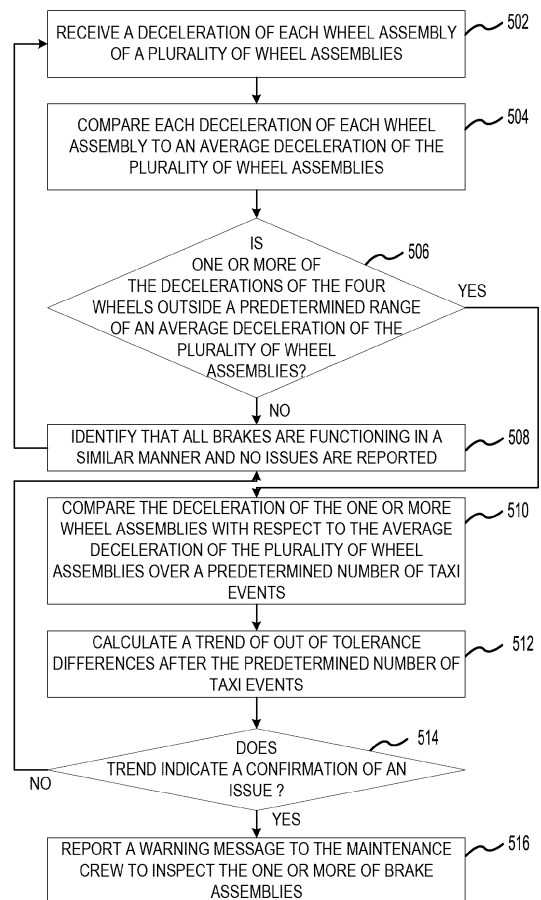 RECEIVE A DECELERATION OF EACH WHEEL ASSEMBLY
OF A PLURALITY OF WHEEL ASSEMBLIES
502
COMPARE EACH DECELERATION OF EACH WHEEL
ASSEMBLY TO AN AVERAGE DECELERATION OF THE
PLURALITY OF WHEEL ASSEMBLIES
504
IS
ONE OR MORE OF
THE DECELERATIONS OF THE FOUR
WHEELS OUTSIDE A PREDETERMINED RANGE
OF AN AVERAGE DECELERATION OF THE
PLURALITY OF WHEEL
ASSEMBLIES?
506
YES
NO
IDENTIFY THAT ALL BRAKES ARE FUNCTIONING IN A
SIMILAR MANNER AND NO ISSUES ARE REPORTED
508
COMPARE THE DECELERATION OF THE ONE OR MORE
WHEEL ASSEMBLIES WITH RESPECT TO THE AVERAGE
DECELERATION OF THE PLURALITY OF WHEEL
ASSEMBLIES OVER A PREDETERMINED NUMBER OF TAXI
EVENTS
510
CALCULATE A TREND OF OUT OF TOLERANCE
DIFFERENCES AFTER THE PREDETERMINED NUMBER OF
TAXI EVENTS
512
DOES
TREND INDICATE A CONFIRMATION OF AN
ISSUE ?
514
NO
YES
REPORT A WARNING MESSAGE TO THE MAINTENANCE
CREW TO INSPECT THE ONE OR MORE OF BRAKE
ASSEMBLIES
516